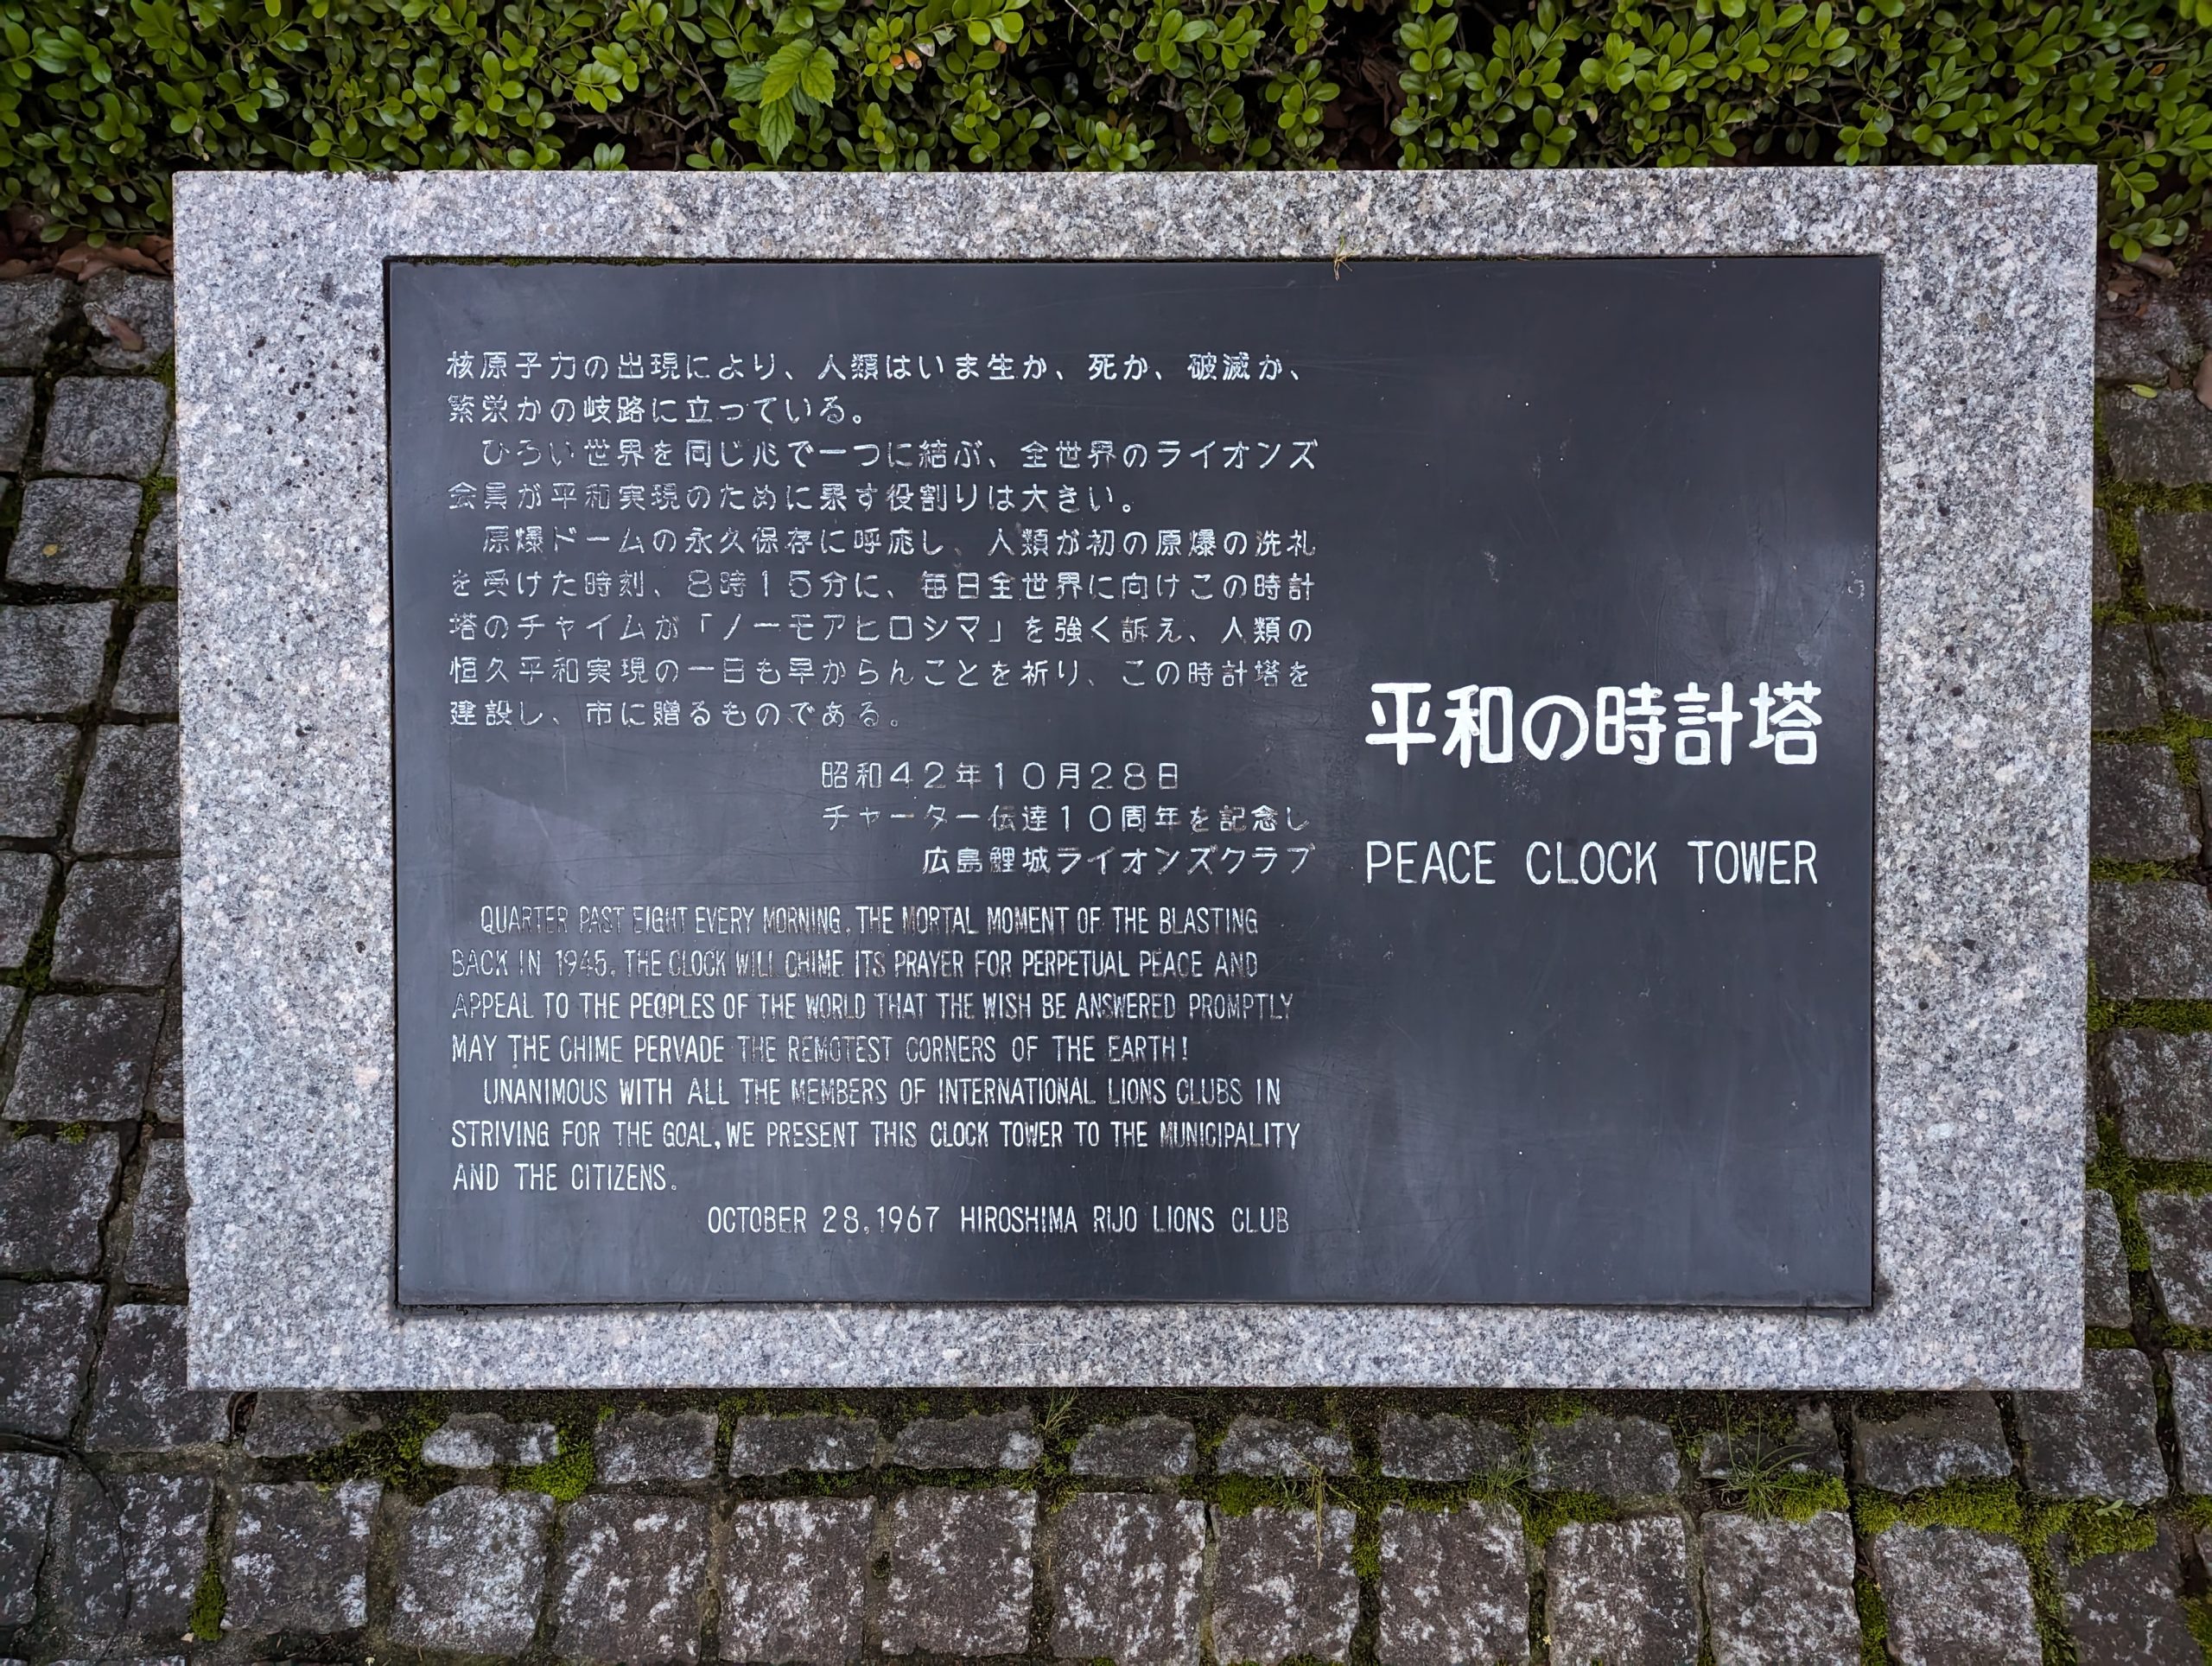 核原子力の出現により、人類はいま生か、死か、破滅か、
繁栄かの岐路に立っている。
ひろい世界を同じ心で一つに結ぶ、全世界のライオンズ
会員が平和実現のために果す役割りは大きい。
原爆ドームの永久保存に呼応し、人類が初の原爆の洗礼
を受けた時刻、8時15分に、毎日全世界に向けこの時計
塔のチャイムが「ノーモアヒロシマ」を強く訴え、人類の
恒久平和実現の一日も早からんことを祈り、この時計塔を
建設し、市に贈るものである。
昭和42年10月28日
チャーター伝達10周年を記念し
広島鯉城ライオンズクラブ
QUARTER PAST EIGHT EVERY MORNING, THE MORTAL MOMENT OF THE BLASTING
BACK IN 1945, THE CLOCK WILL CHIME ITS PRAYER FOR PERPETUAL PEACE AND
APPEAL TO THE PEOPLES OF THE WORLD THAT THE WISH BE ANSWERED PROMPTLY
MAY THE CHIME PERVADE THE REMOTEST CORNERS OF THE EARTH!
UNANIMOUS WITH ALL THE MEMBERS OF INTERNATIONAL LIONS CLUBS IN
STRIVING FOR THE GOAL, WE PRESENT THIS CLOCK TOWER TO THE MUNICIPALITY
AND THE CITIZENS.
OCTOBER 28, 1967 HIROSHIMA RIJO LIONS CLUB
平和の時計塔
PEACE CLOCK TOWER